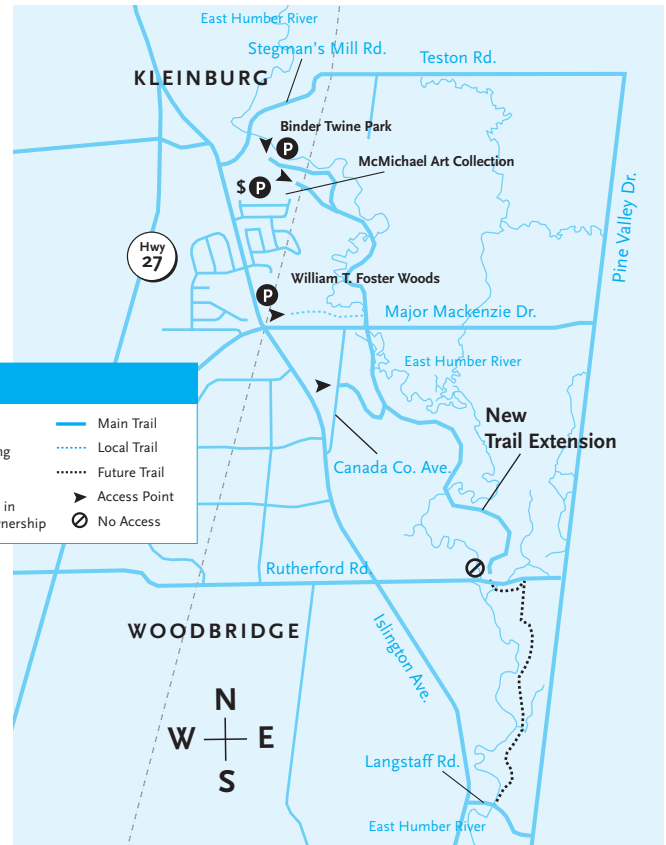 East Humber River
Stegman's Mill Rd.
Teston Rd.
KLEINBURG
Binder Twine Park
P
McMichael Art Collection
$ P
Pine Valley Dr.
Hwy
27
William T. Foster Woods
P
Major Mackenzie Dr.
East Humber River
New
Trail Extension
Main Trail
Local Trail
Future Trail
Access Point
No Access
in
Canada Co. Ave.
Rutherford Rd.
WOODBRIDGE
Islington Ave.
N
W E
S
Langstaff Rd.
East Humber River